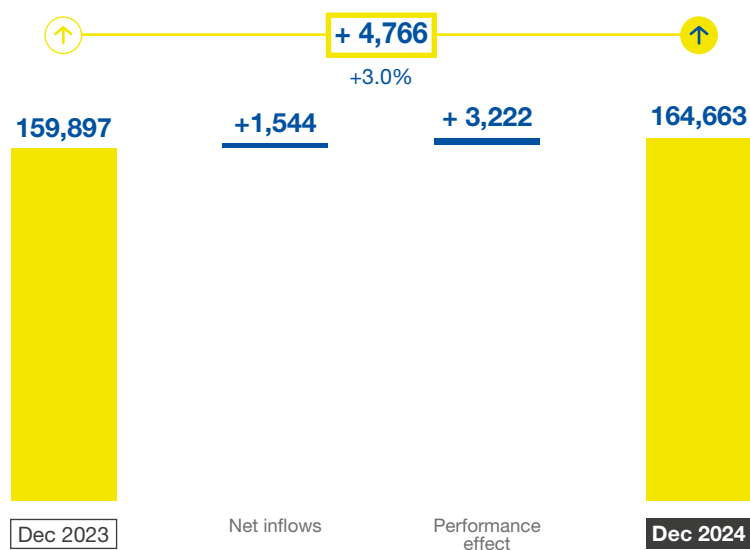 + 4,766
+3.0%
159,897
+1,544
+ 3,222
164,663
Dec 2023
Net inflows
Performance
effect
Dec 2024